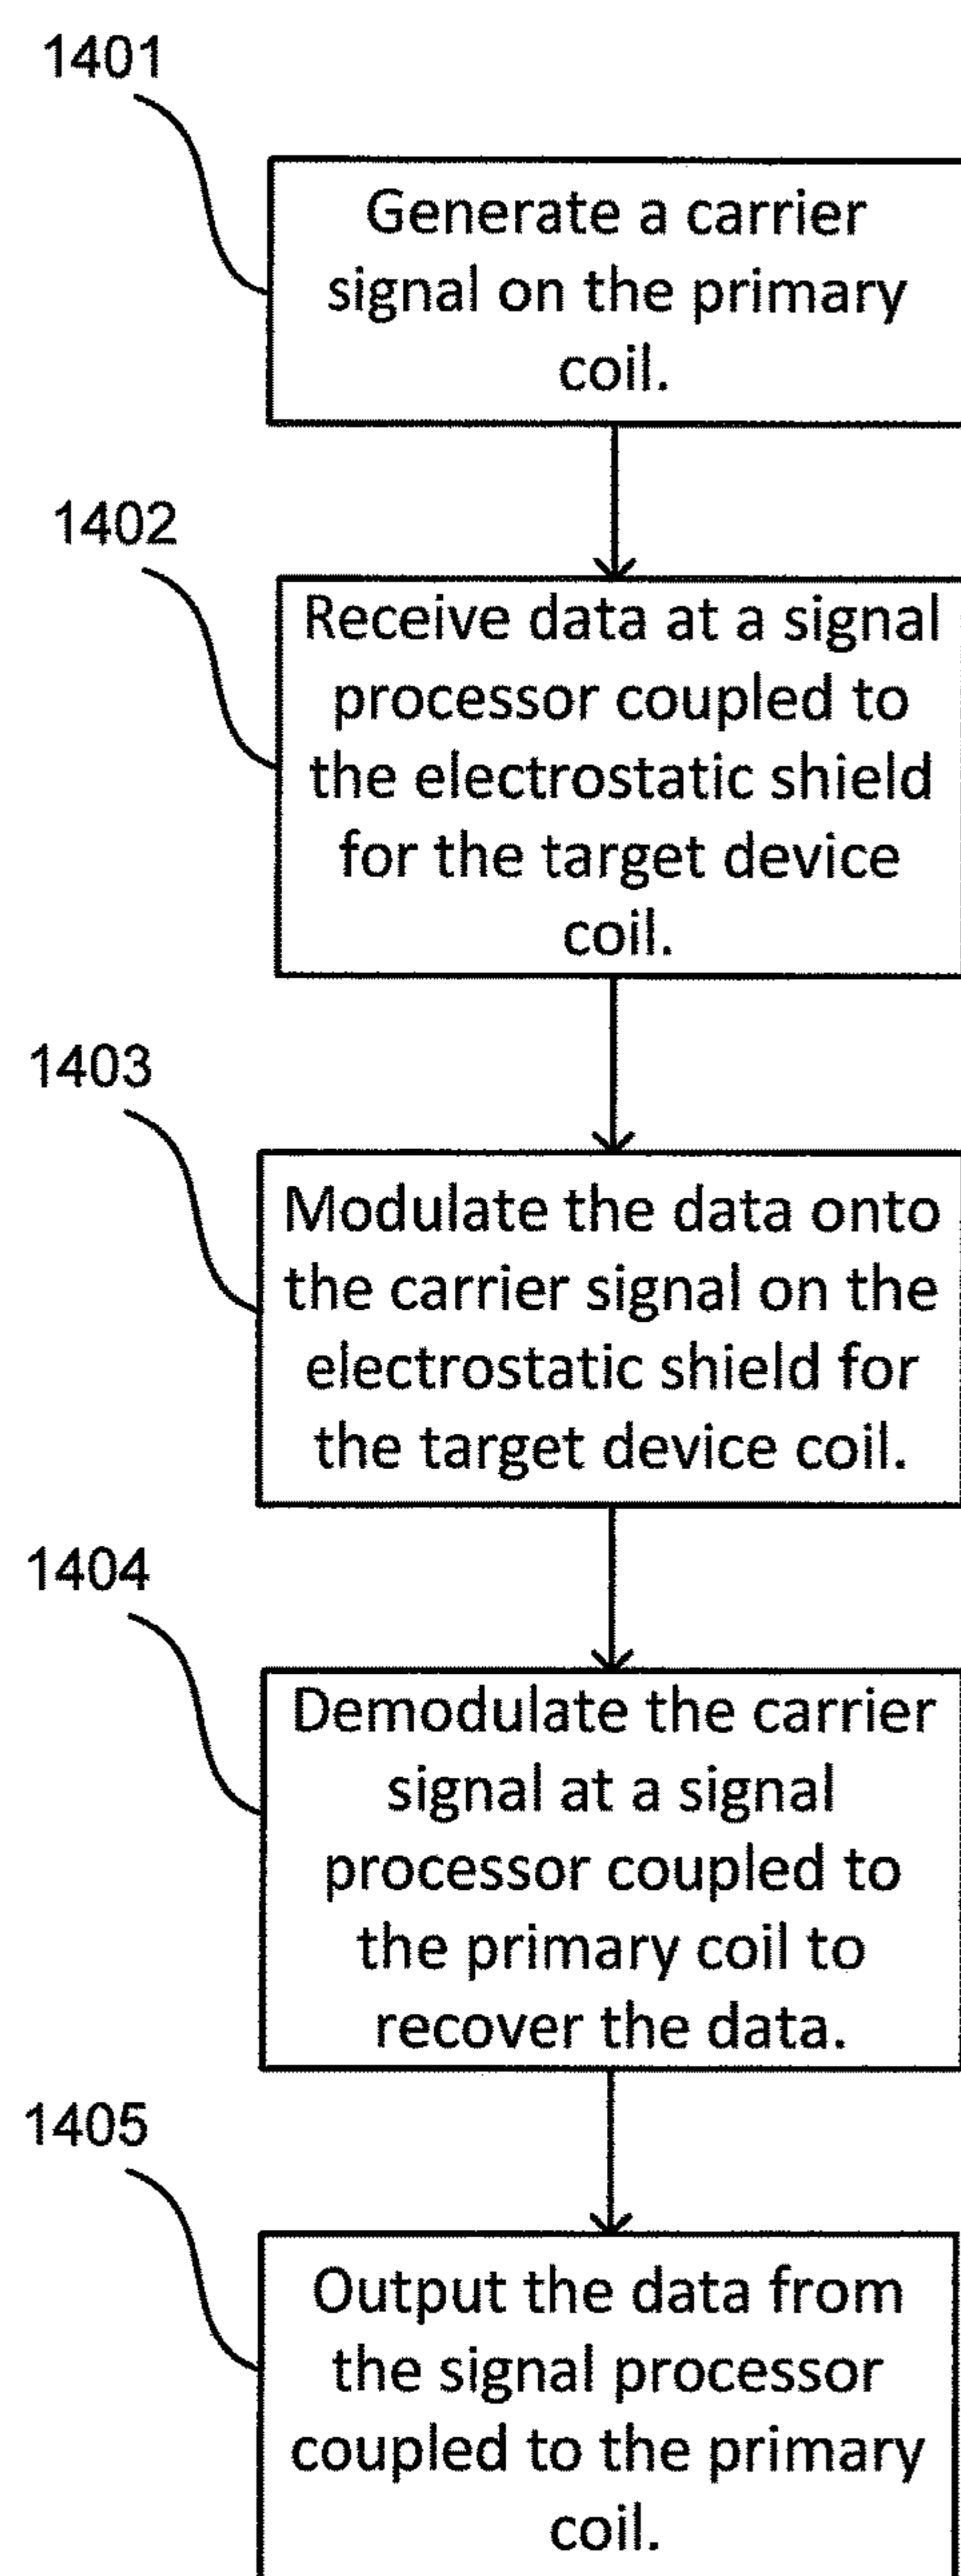 1401
Generate a carrier
signal on the primary
coil.
1402
Receive data at a signal
processor coupled to
the electrostatic shield
for the target device
coil.
1403
Modulate the data onto
the carrier signal on the
electrostatic shield for
the target device coil.
1404
Demodulate the carrier
signal at a signal
processor coupled to
the primary coil to
recover the data.
1405
Output the data from
the signal processor
coupled to the primary
coil.